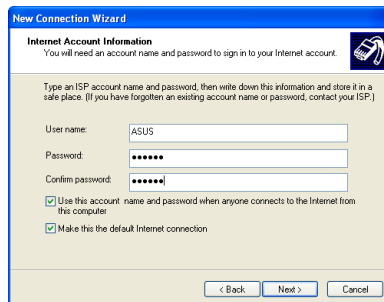 New Connection Wizard
Internet Account Information
You will need an account name and password to sign in to your Internet account.
Type an ISP account name and password, then write down this information and store it in a
safe place. (If you have forgotten an existing account name or password, contact your ISP.)
User name: ASUS
Password: ••••••
Confirm password: ••••••
Use this account name and password when anyone connects to the Internet from
this computer
Make this the default Internet connection
< Back Next > Cancel